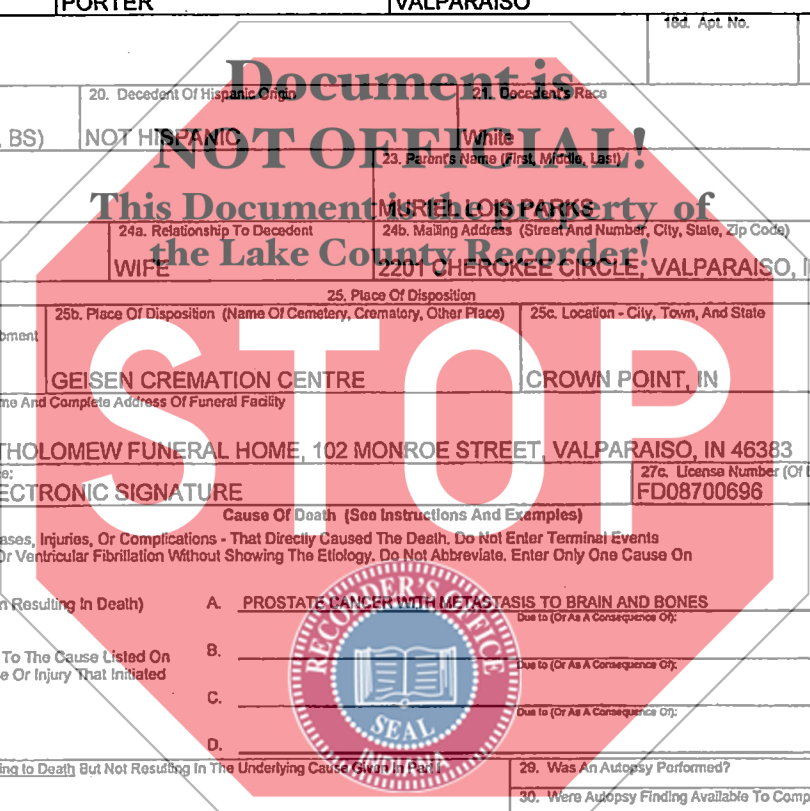 PORTER VALPARAISO
18d. Apt. No.
Document is
20. Decedent Of Hispanic Origin 21. Decedent's Race
, BS) NOT HISPANIC White
NOT OFFICIAL!
23. Parent's Name (First, Middle, Last)
This Document is the property of
MURIEL LOIS PARKS
24a. Relationship To Decedent 24b. Mailing Address (Street And Number, City, State, Zip Code)
the Lake County Recorder!
WIFE 2201 CHEROKEE CIRCLE, VALPARAISO, I
25. Place Of Disposition
25b. Place Of Disposition (Name Of Cemetery, Crematory, Other Place) 25c. Location - City, Town, And State
STOP
GEISEN CREMATION CENTRE CROWN POINT, IN
me And Complete Address Of Funeral Facility
THOLOMEW FUNERAL HOME, 102 MONROE STREET, VALPARAISO, IN 46383
e: 27c. License Number (Of L
ECTRONIC SIGNATURE FD08700696
Cause Of Death (See Instructions And Examples)
ases, Injuries, Or Complications - That Directly Caused The Death. Do Not Enter Terminal Events
Or Ventricular Fibrillation Without Showing The Etiology. Do Not Abbreviate. Enter Only One Cause On
n Resulting In Death) A. PROSTATE CANCER WITH METASTASIS TO BRAIN AND BONES
Due to (Or As A Consequence Of):
RECORDER'S OFFICE
To The Cause Listed On B.
e Or Injury That Initiated
Due to (Or As A Consequence Of):
C.
Due to (Or As A Consequence Of):
SEAL
D.
ing to Death But Not Resulting In The Underlying Cause Given In Part I 29. Was An Autopsy Performed?
30. Were Autopsy Finding Available To Comp